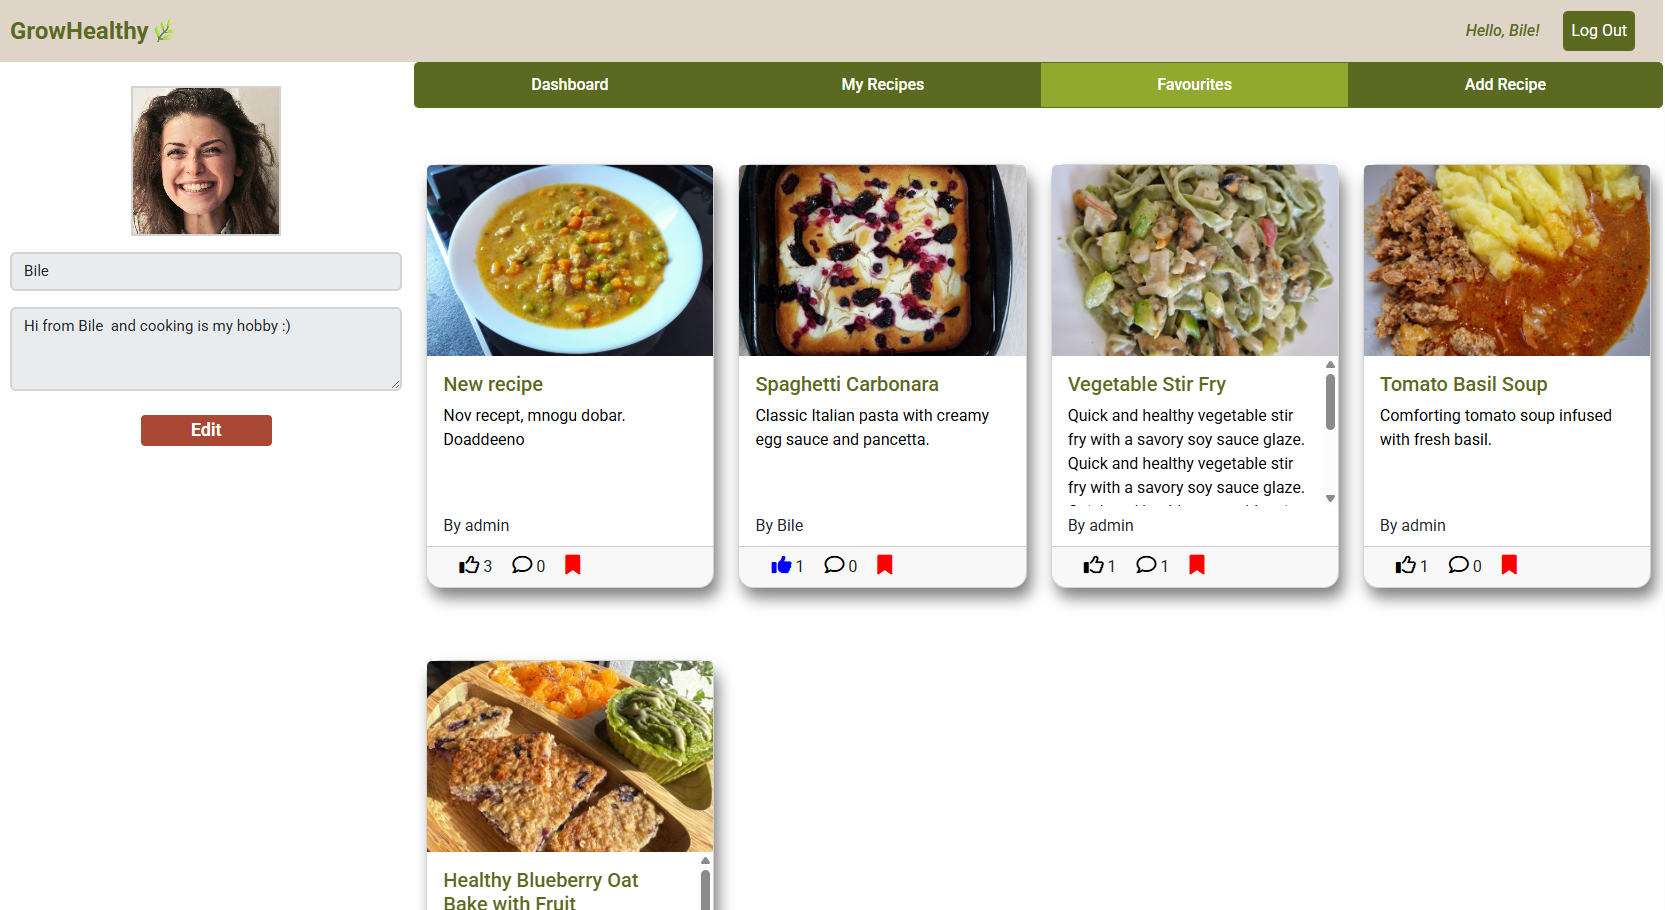 GrowHealthy
Hello, Bile!
Log Out
Dashboard
My Recipes
Favourites
Add Recipe
Bile
Hi from Bile  and cooking is my hobby :)
Edit
New recipe
Nov recept, mnogu dobar.
Doaddeeno
By admin
3
0
Spaghetti Carbonara
Classic Italian pasta with creamy
egg sauce and pancetta.
By Bile
1
0
Vegetable Stir Fry
Quick and healthy vegetable stir
fry with a savory soy sauce glaze.
Quick and healthy vegetable stir
fry with a savory soy sauce glaze.
By admin
1
1
Tomato Basil Soup
Comforting tomato soup infused
with fresh basil.
By admin
1
0
Healthy Blueberry Oat
Bake with Fruit